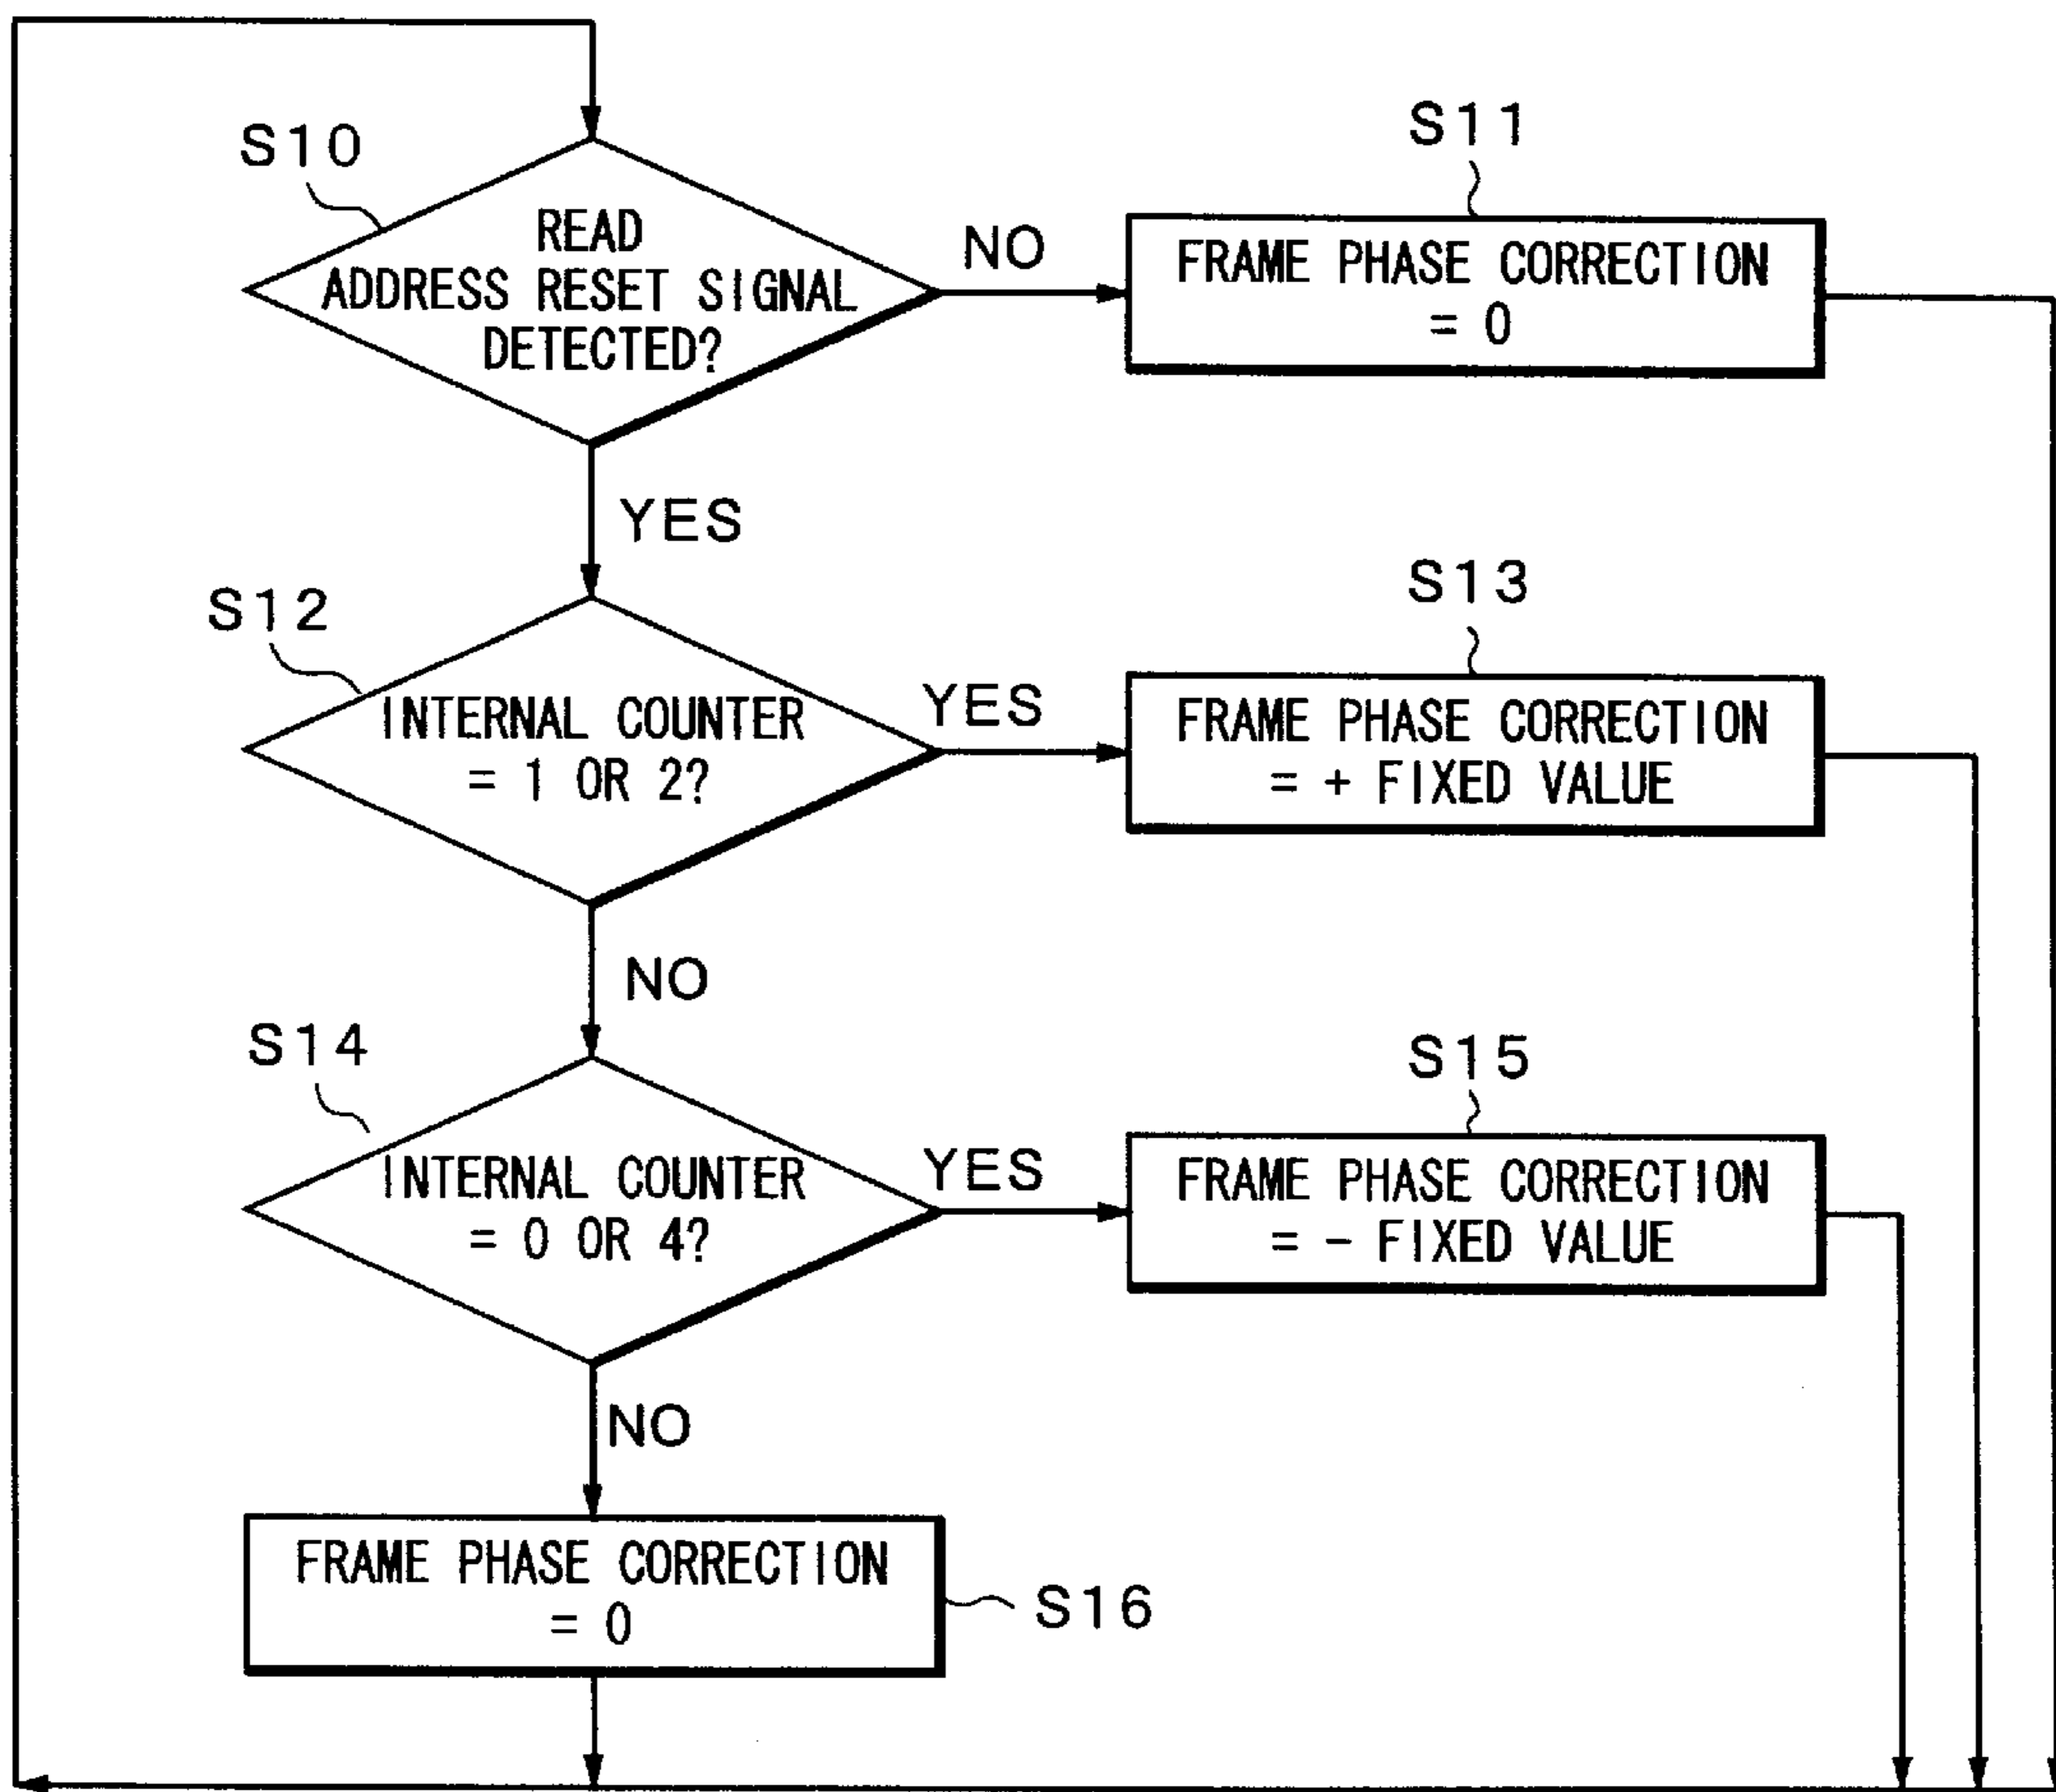 S10
READ
ADDRESS RESET SIGNAL
DETECTED?
NO
S11
FRAME PHASE CORRECTION
= 0
YES
S12
INTERNAL COUNTER
= 1 OR 2?
YES
S13
FRAME PHASE CORRECTION
= + FIXED VALUE
NO
S14
INTERNAL COUNTER
= 0 OR 4?
YES
S15
FRAME PHASE CORRECTION
= - FIXED VALUE
NO
FRAME PHASE CORRECTION
= 0
S16